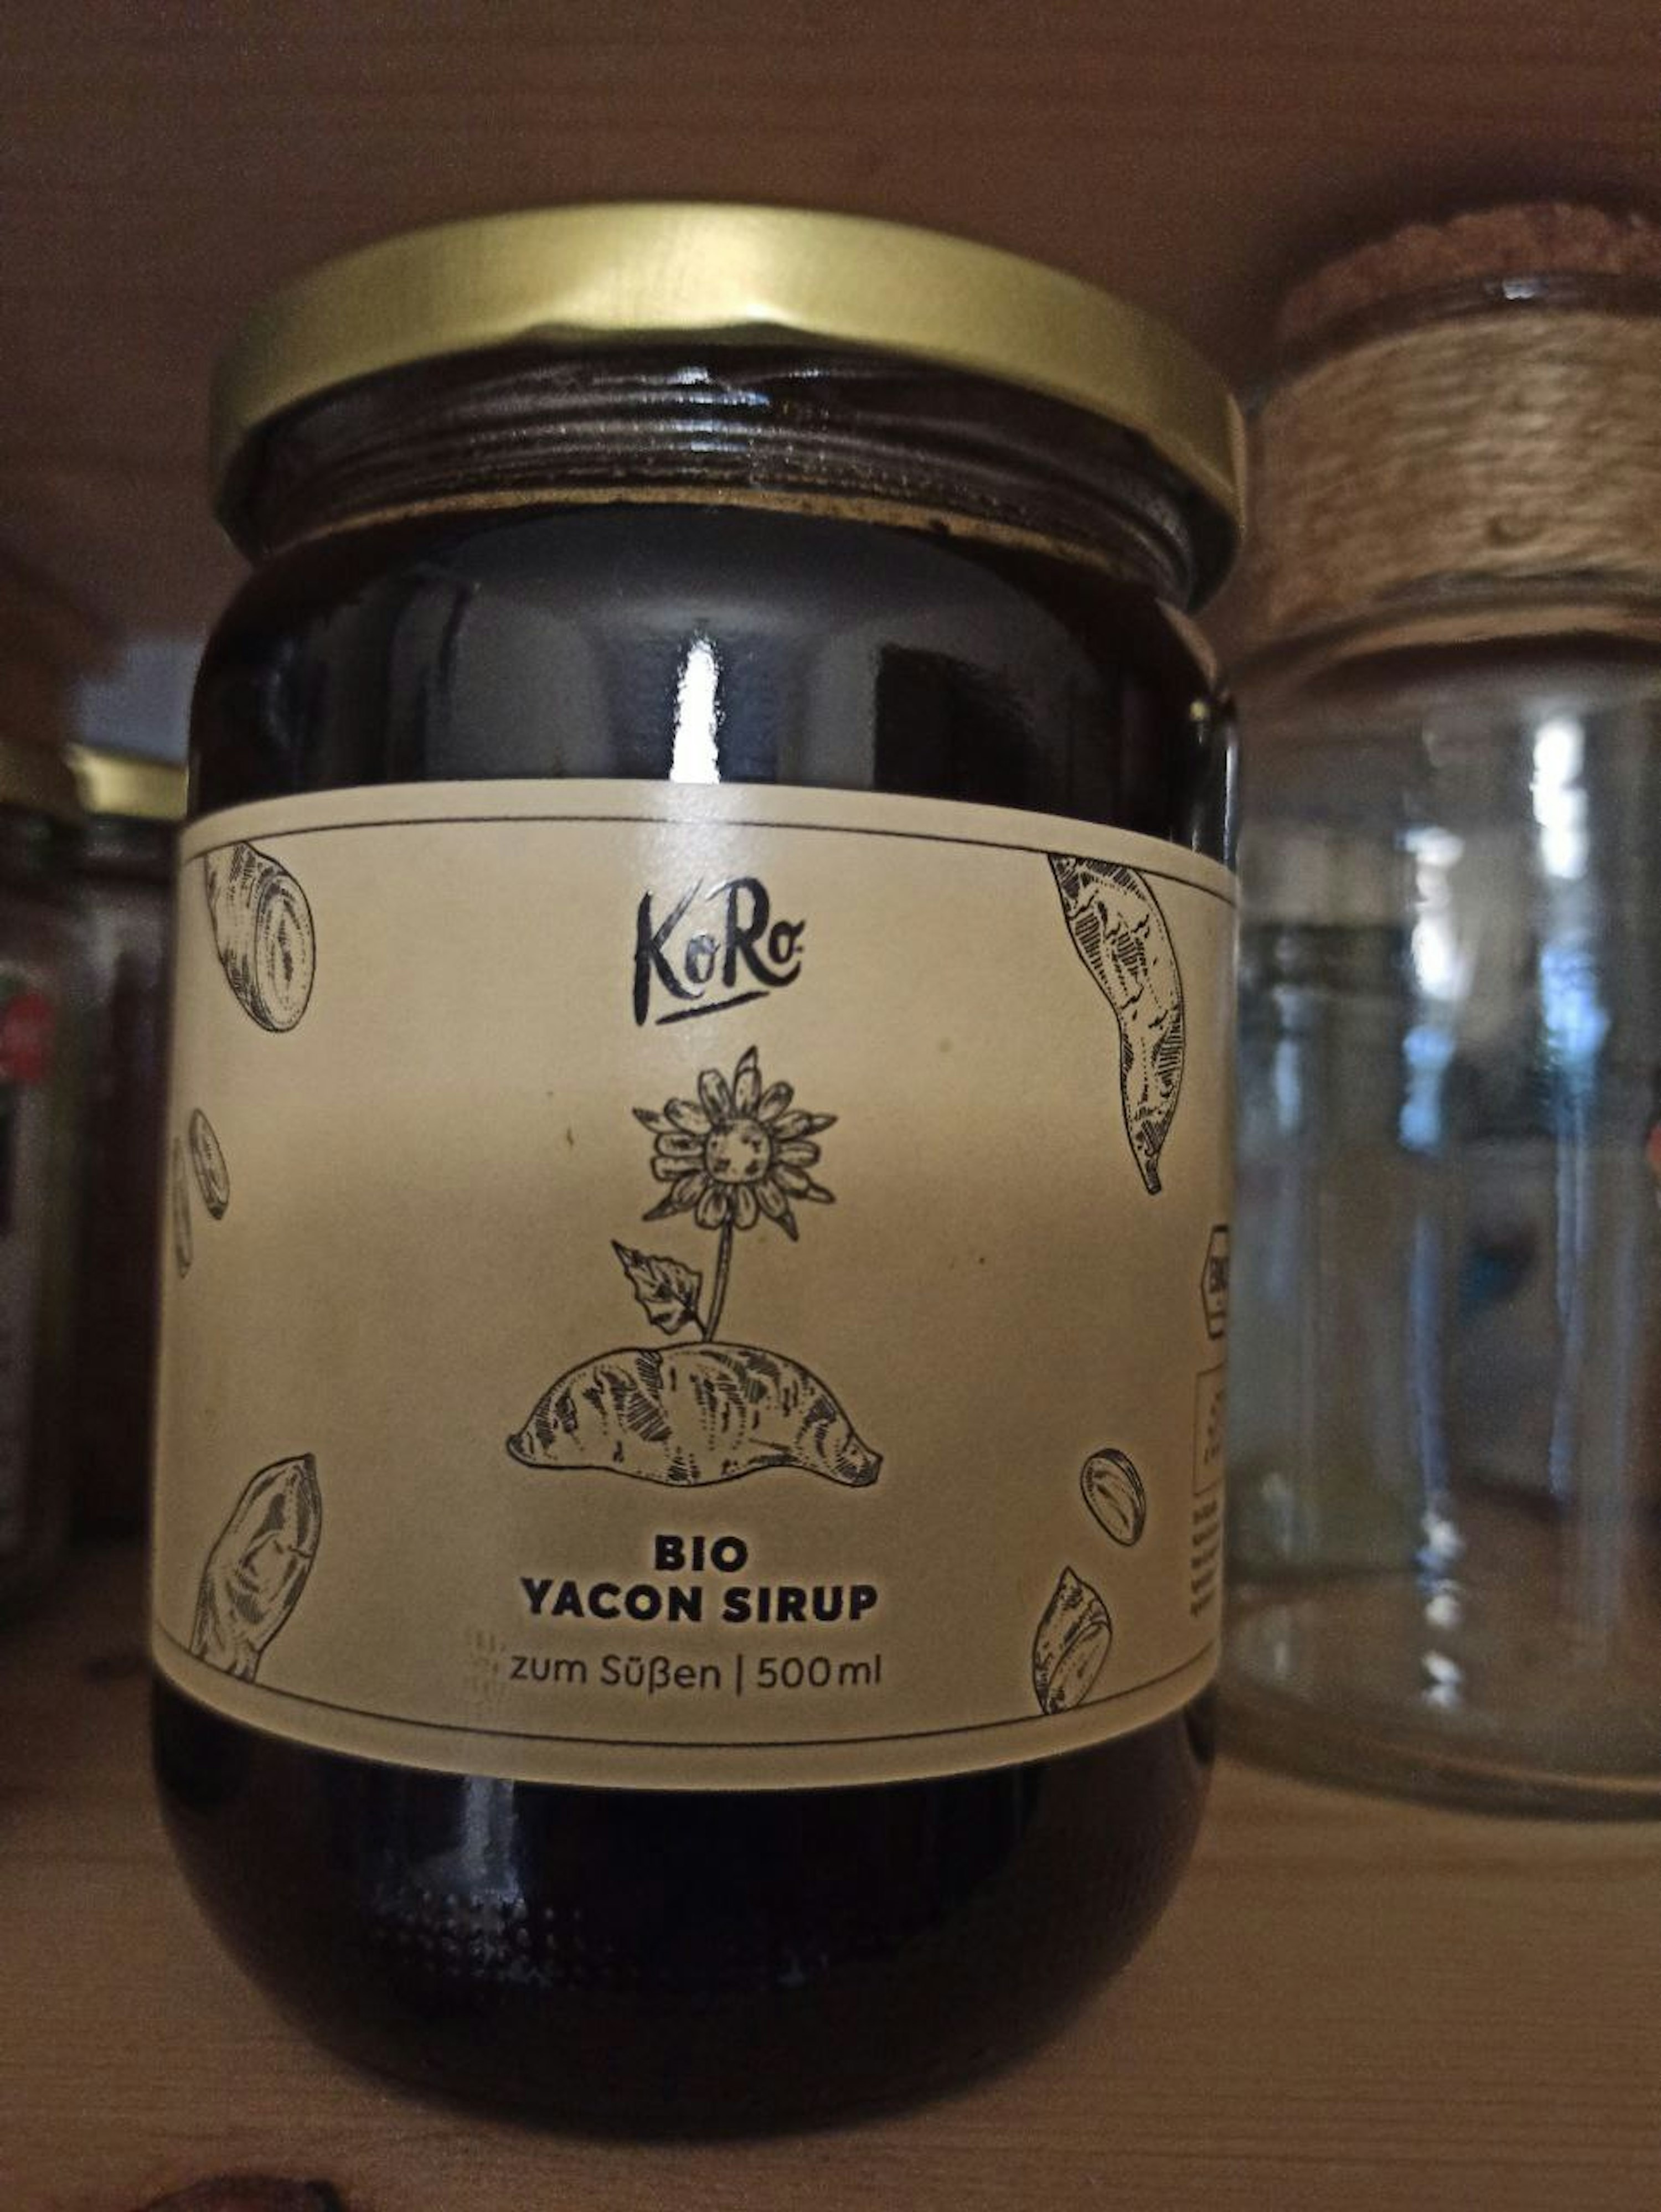 KoRo
BIO
YACON SIRUP
zum Süßen | 500 ml